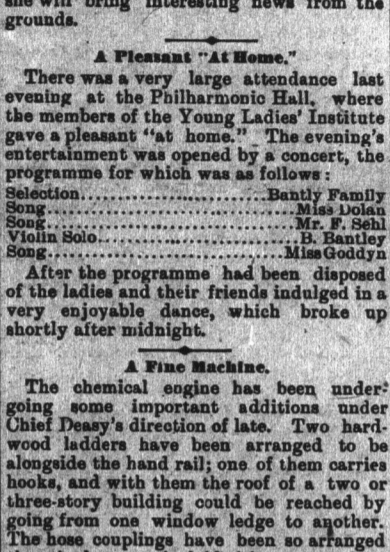 she will bring interesting news from the
grounds.
A Pleasant "At Home."
There was a very large attendance last
evening at the Philharmonic Hall, where
the members of the Young Ladies' Institute
gave a pleasant "at home." The evening's
entertainment was opened by a concert, the
programme for which was as follows:
Selection........................Bantly Family
Song................................Miss Dolan
Song................................Mr. F. Sehl
Violin Solo........................B. Bantley
Song..............................Miss Goddyn
After the programme had been disposed
of the ladies and their friends indulged in a
very enjoyable dance, which broke up
shortly after midnight.
A Fine Machine.
The chemical engine has been under-
going some important additions under
Chief Deasy's direction of late. Two hard-
wood ladders have been arranged to be
alongside the hand rail; one of them carries
hooks, and with them the roof of a two or
three-story building could be reached by
going from one window ledge to another.
The hose couplings have been so arranged